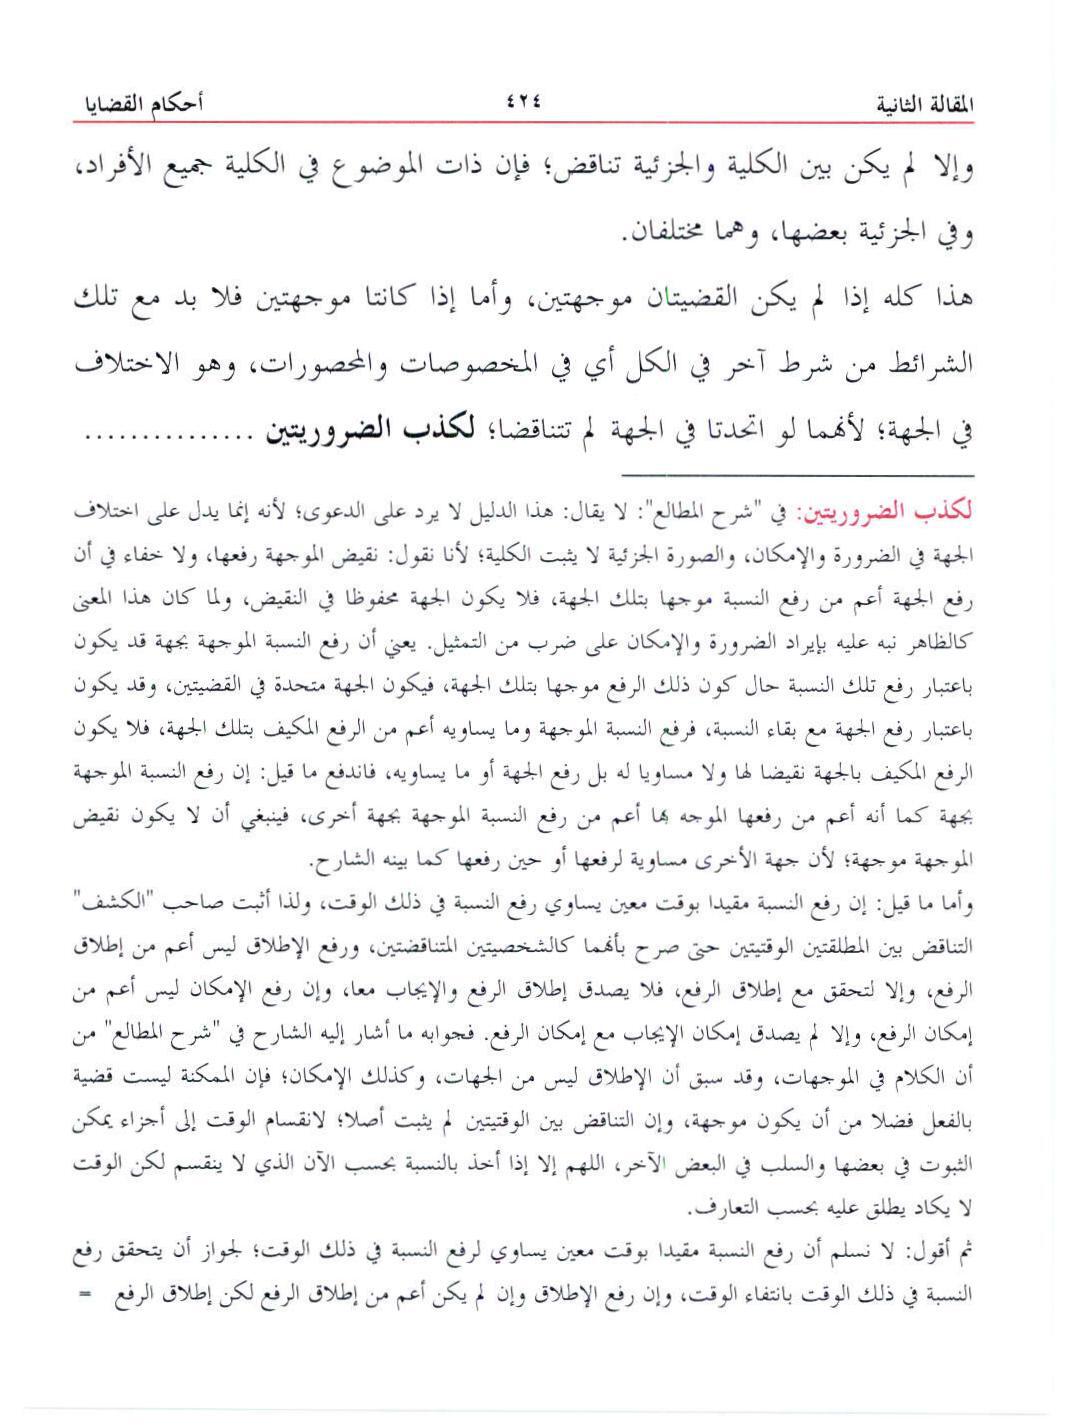 المقالة الثانية ٤٢٤ أحكام القضايا
وإلا لم يكن بين الكلية والجزئية تناقض؛ فإن ذات الموضوع في الكلية جميع الأفراد،
وفي الجزئية بعضها، وهما مختلفان.
هذا كله إذا لم يكن القضيتان موجهتين، وأما إذا كانتا موجهتين فلا بد مع تلك
الشرائط من شرط آخر في الكل أي في المخصوصات والمحصورات، وهو الاختلاف
في الجهة؛ لأنهما لو اتحدتا في الجهة لم تتناقضا؛ لكذب الضروريتين ...............
لكذب الضروريتين: في "شرح المطالع": لا يقال: هذا الدليل لا يرد على الدعوى؛ لأنه إنما يدل على اختلاف
الجهة في الضرورة والإمكان، والصورة الجزئية لا يثبت الكلية؛ لأنا نقول: نقيض الموجهة رفعها، ولا خفاء في أن
رفع الجهة أعم من رفع النسبة موجها بتلك الجهة، فلا يكون الجهة محفوظا في النقيض، ولما كان هذا المعنى
كالظاهر نبه عليه بإيراد الضرورة والإمكان على ضرب من التمثيل. يعني أن رفع النسبة الموجهة بجهة قد يكون
باعتبار رفع تلك النسبة حال كون ذلك الرفع موجها بتلك الجهة، فيكون الجهة متحدة في القضيتين، وقد يكون
باعتبار رفع الجهة مع بقاء النسبة، فرفع النسبة الموجهة وما يساويه أعم من الرفع المكيف بتلك الجهة، فلا يكون
الرفع المكيف بالجهة نقيضا لها ولا مساويا له بل رفع الجهة أو ما يساويه، فاندفع ما قيل: إن رفع النسبة الموجهة
بجهة كما أنه أعم من رفعها الموجه بها أعم من رفع النسبة الموجهة بجهة أخرى، فينبغي أن لا يكون نقيض
الموجهة موجهة؛ لأن جهة الأخرى مساوية لرفعها أو حين رفعها كما بينه الشارح.
وأما ما قيل: إن رفع النسبة مقيدا بوقت معين يساوي رفع النسبة في ذلك الوقت، ولذا أثبت صاحب "الكشف"
التناقض بين المطلقتين الوقتيتين حتى صرح بأنهما كالشخصيتين المتناقضتين، ورفع الإطلاق ليس أعم من إطلاق
الرفع، وإلا لتحقق مع إطلاق الرفع، فلا يصدق إطلاق الرفع والإيجاب معا، وإن رفع الإمكان ليس أعم من
إمكان الرفع، وإلا لم يصدق إمكان الإيجاب مع إمكان الرفع. فجوابه ما أشار إليه الشارح في "شرح المطالع" من
أن الكلام في الموجهات، وقد سبق أن الإطلاق ليس من الجهات، وكذلك الإمكان؛ فإن الممكنة ليست قضية
بالفعل فضلا من أن يكون موجهة، وإن التناقض بين الوقتيتين لم يثبت أصلا؛ لانقسام الوقت إلى أجزاء يمكن
الثبوت في بعضها والسلب في البعض الآخر، اللهم إلا إذا أخذ بالنسبة بحسب الآن الذي لا ينقسم لكن الوقت
لا يكاد يطلق عليه بحسب التعارف.
ثم أقول: لا نسلم أن رفع النسبة مقيدا بوقت معين يساوي لرفع النسبة في ذلك الوقت؛ لجواز أن يتحقق رفع
النسبة في ذلك الوقت بانتفاء الوقت، وإن رفع الإطلاق وإن لم يكن أعم من إطلاق الرفع لكن إطلاق الرفع =